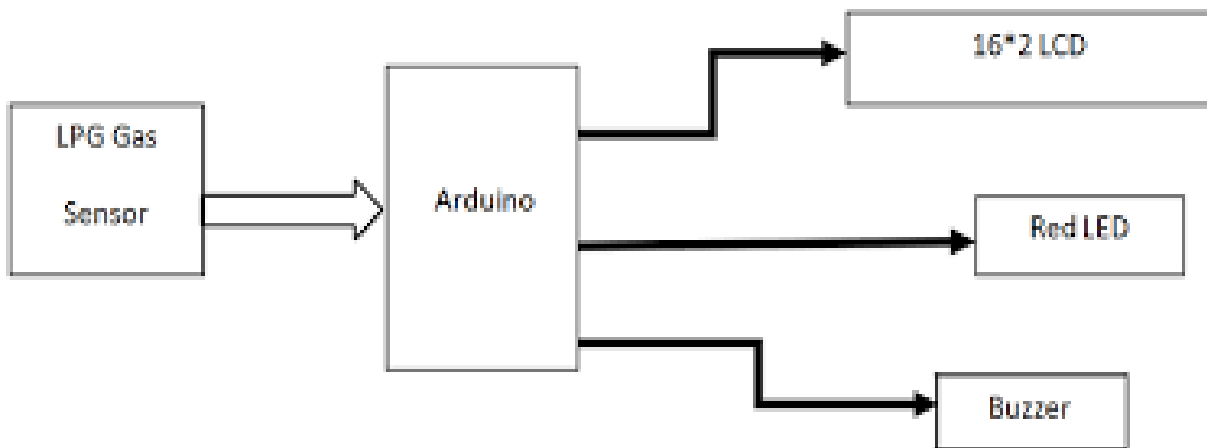 LPG Gas
Sensor
Arduino
16*2 LCD
Red LED
Buzzer